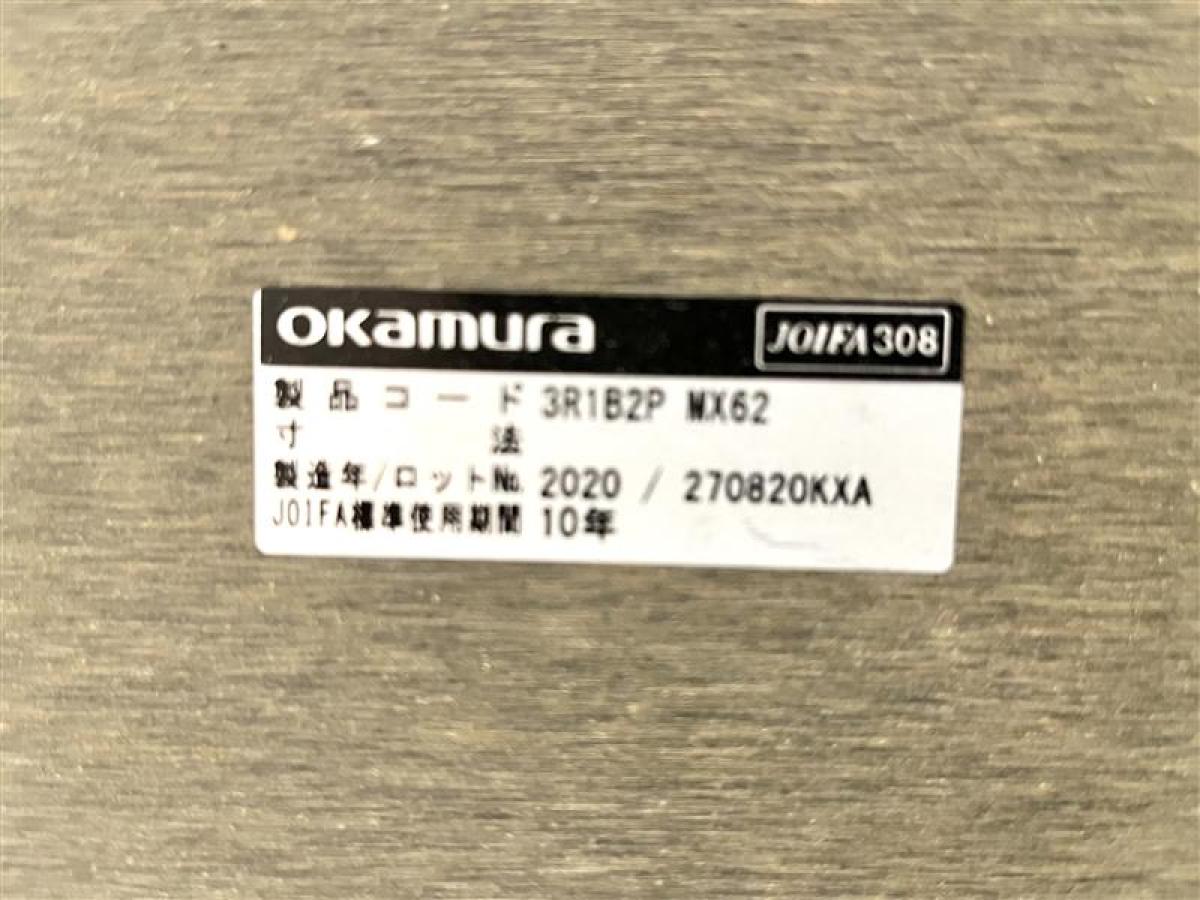 OKamura JOIFA308
製品コード 3R1B2P MX62
寸法
製造年/ロット№ 2020 / 270820KXA
JOIFA標準使用期間 10年